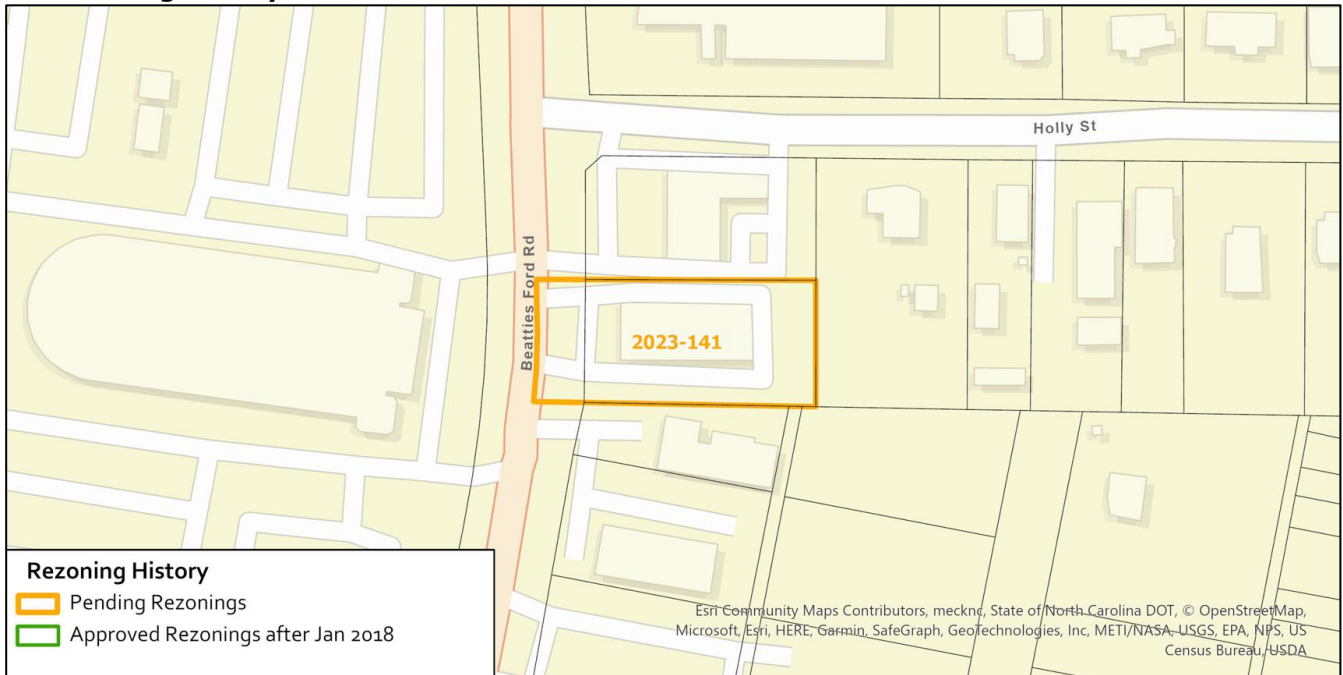 Holly St
Beatties Ford Rd
2023-141
Rezoning History
Pending Rezonings
Approved Rezonings after Jan 2018
Esri Community Maps Contributors, mecknc, State of North Carolina DOT, © OpenStreetMap,
Microsoft, Esri, HERE, Garmin, SafeGraph, GeoTechnologies, Inc, METI/NASA, USGS, EPA, NPS, US
Census Bureau, USDA